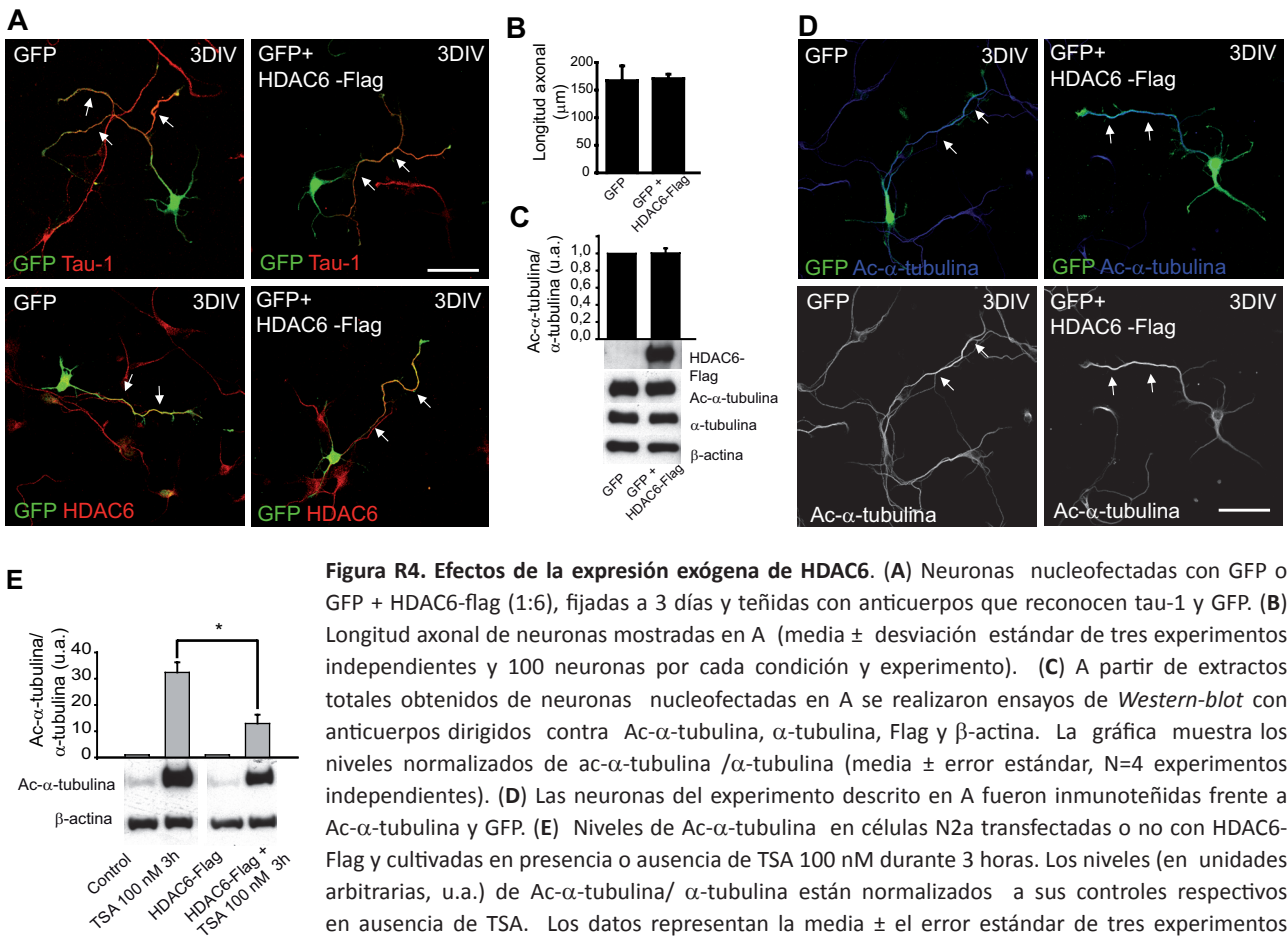 A
GFP 3DIV
GFP Tau-1
GFP+ 3DIV
HDAC6 -Flag
GFP Tau-1
GFP 3DIV
GFP HDAC6
GFP+ 3DIV
HDAC6 -Flag
GFP HDAC6
B
Longitud axonal
(μm)
200
150
100
50
0
GFP
GFP +
HDAC6-Flag
C
Ac-α-tubulina/
α-tubulina (u.a.)
1,0
0,8
0,6
0,4
0,2
0,0
HDAC6-
Flag
Ac-α-tubulina
α-tubulina
β-actina
GFP
GFP +
HDAC6-Flag
D
GFP 3DIV
GFP Ac-α-tubulina
GFP+ 3DIV
HDAC6 -Flag
GFP Ac-α-tubulina
GFP 3DIV
Ac-α-tubulina
GFP+ 3DIV
HDAC6 -Flag
Ac-α-tubulina
E
Ac-α-tubulina/
α-tubulina (u.a.)
40
30
20
10
0
*
Ac-α-tubulina
β-actina
Control
TSA 100 nM 3h
HDAC6-Flag
HDAC6-Flag +
TSA 100 nM 3h
Figura R4. Efectos de la expresión exógena de HDAC6. (A) Neuronas nucleofectadas con GFP o
GFP + HDAC6-flag (1:6), fijadas a 3 días y teñidas con anticuerpos que reconocen tau-1 y GFP. (B)
Longitud axonal de neuronas mostradas en A (media ± desviación estándar de tres experimentos
independientes y 100 neuronas por cada condición y experimento). (C) A partir de extractos
totales obtenidos de neuronas nucleofectadas en A se realizaron ensayos de Western-blot con
anticuerpos dirigidos contra Ac-α-tubulina, α-tubulina, Flag y β-actina. La gráfica muestra los
niveles normalizados de ac-α-tubulina /α-tubulina (media ± error estándar, N=4 experimentos
independientes). (D) Las neuronas del experimento descrito en A fueron inmunoteñidas frente a
Ac-α-tubulina y GFP. (E) Niveles de Ac-α-tubulina en células N2a transfectadas o no con HDAC6-
Flag y cultivadas en presencia o ausencia de TSA 100 nM durante 3 horas. Los niveles (en unidades
arbitrarias, u.a.) de Ac-α-tubulina/ α-tubulina están normalizados a sus controles respectivos
en ausencia de TSA. Los datos representan la media ± el error estándar de tres experimentos